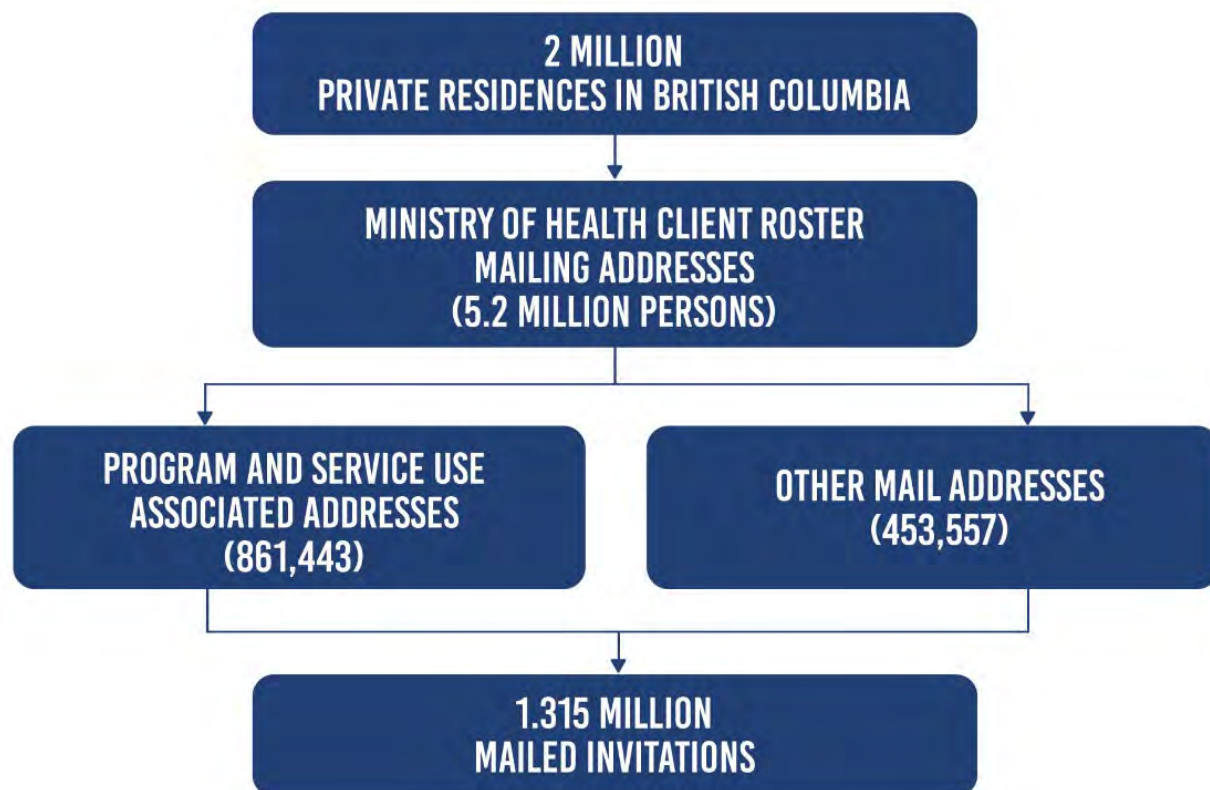 2 MILLION
PRIVATE RESIDENCES IN BRITISH COLUMBIA
MINISTRY OF HEALTH CLIENT ROSTER
MAILING ADDRESSES
(5.2 MILLION PERSONS)
PROGRAM AND SERVICE USE
ASSOCIATED ADDRESSES
(861,443)
OTHER MAIL ADDRESSES
(453,557)
1.315 MILLION
MAILED INVITATIONS